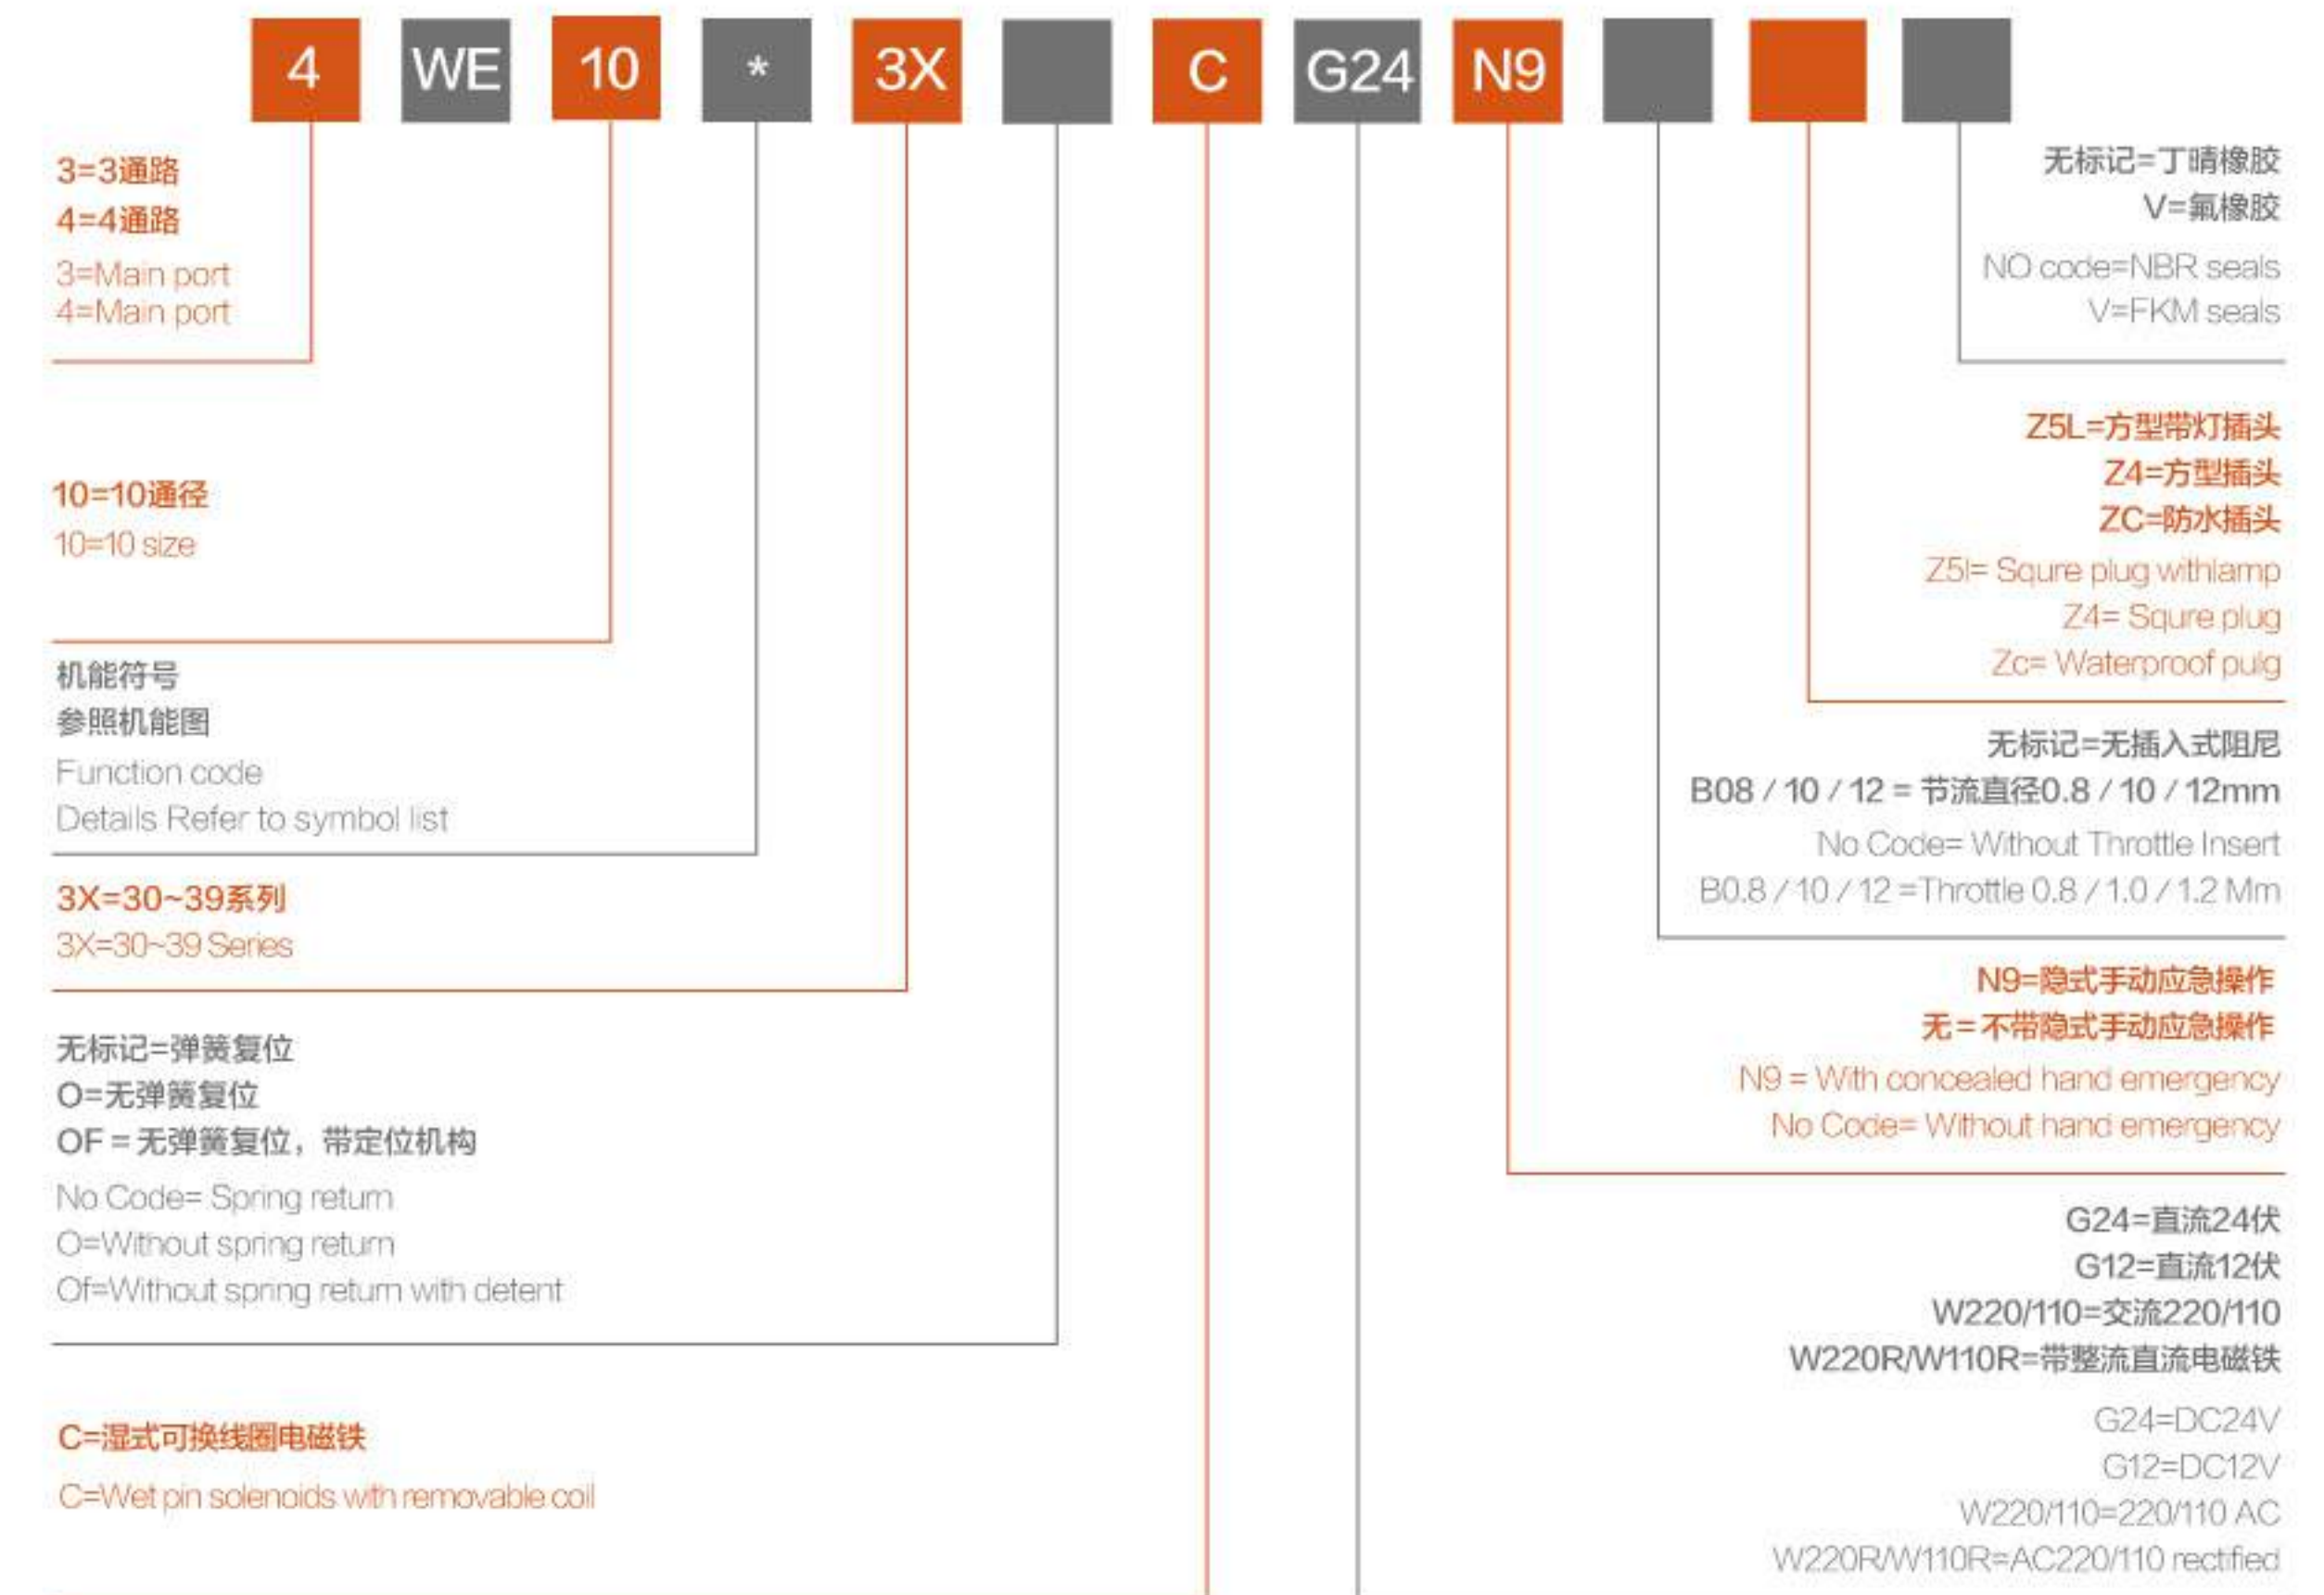 4 WE 10 * 3X C G24 N9
3=3通路
4=4通路
3=Main port
4=Main port
10=10通径
10=10 size
机能符号
参照机能图
Function code
Details Refer to symbol list
3X=30~39系列
3X=30~39 Series
无标记=弹簧复位
O=无弹簧复位
OF=无弹簧复位，带定位机构
No Code= Spring return
O=Without spring return
Of=Without spring return with detent
C=湿式可换线圈电磁铁
C=Wet pin solenoids with removable coil
无标记=丁晴橡胶
V=氟橡胶
NO code=NBR seals
V=FKM seals
Z5L=方型带灯插头
Z4=方型插头
ZC=防水插头
Z5l= Squre plug withlamp
Z4= Squre plug
Zc= Waterproof pulg
无标记=无插入式阻尼
B08 / 10 / 12 = 节流直径0.8 / 10 / 12mm
No Code= Without Throttle Insert
B0.8 / 10 / 12 =Throttle 0.8 / 1.0 / 1.2 Mm
N9=隐式手动应急操作
无=不带隐式手动应急操作
N9 = With concealed hand emergency
No Code= Without hand emergency
G24=直流24伏
G12=直流12伏
W220/110=交流220/110
W220R/W110R=带整流直流电磁铁
G24=DC24V
G12=DC12V
W220/110=220/110 AC
W220R/W110R=AC220/110 rectified